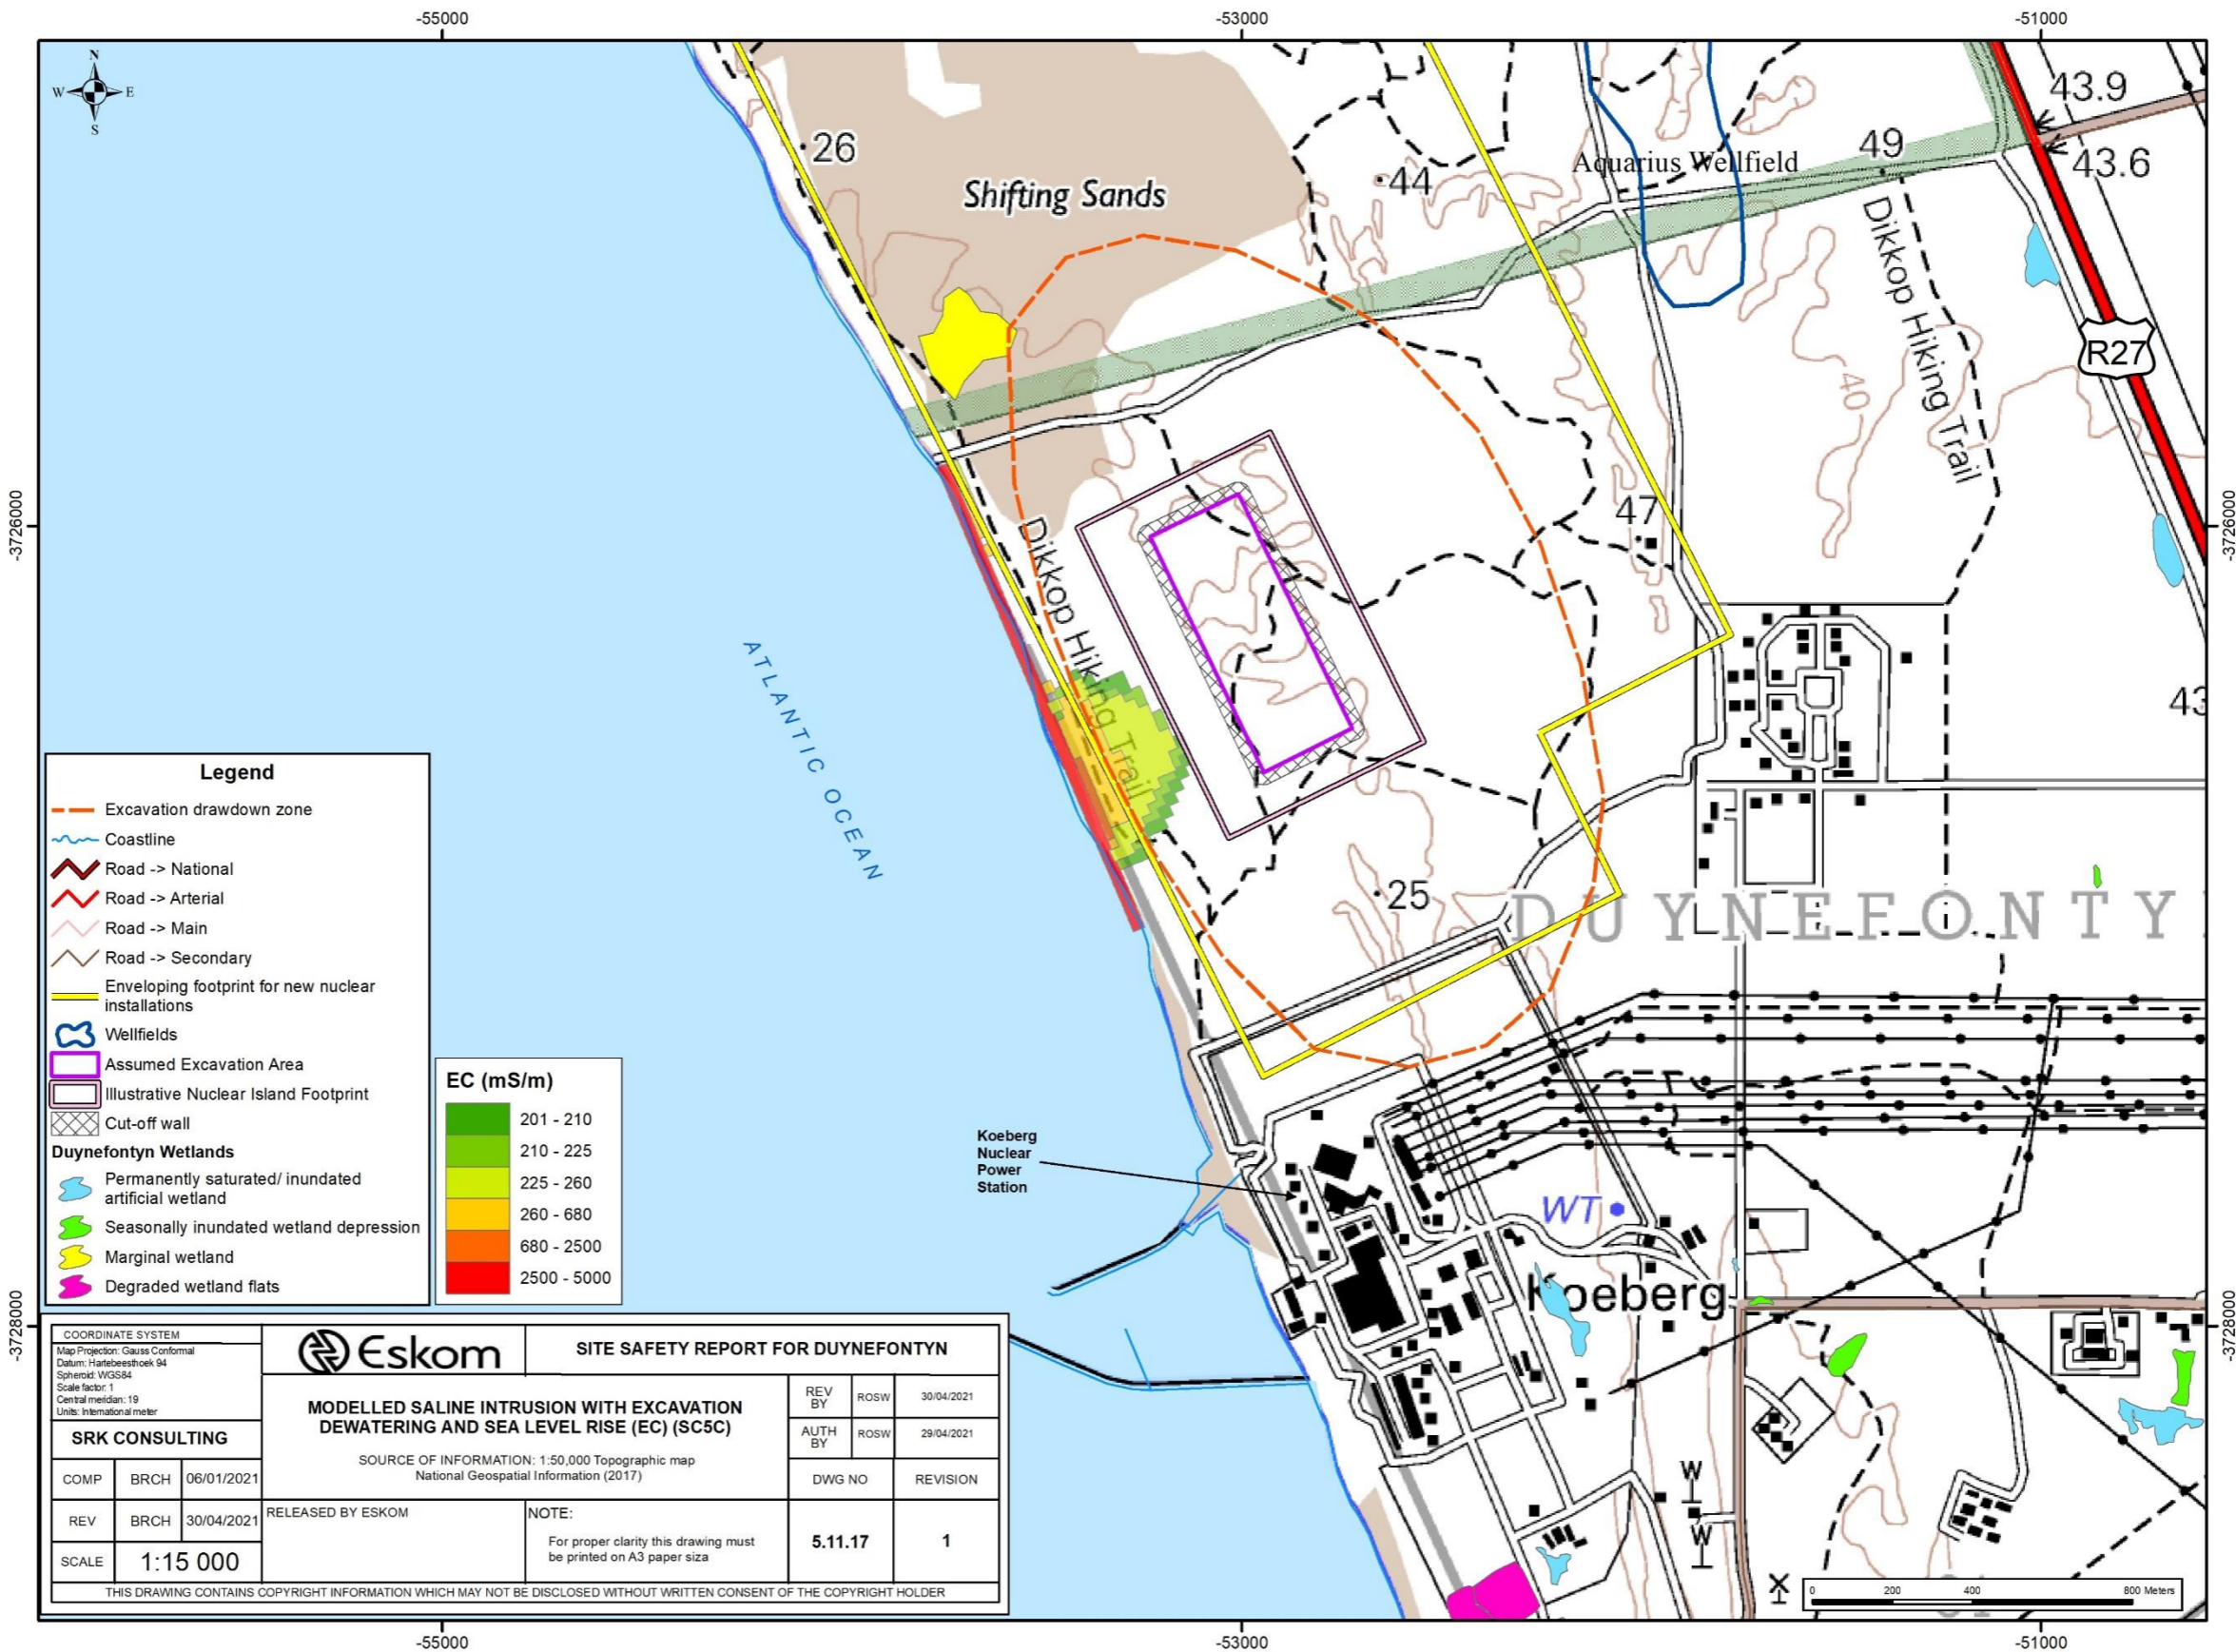 -55000
-53000
-51000
N
W
E
S
26
Shifting Sands
44
Aquarius Wellfield
49
43.9
43.6
Dikkop Hiking Trail
R27
40
-3726000
-3726000
47
Dikkop Hiking Trail
ATLANTIC OCEAN
43
25
DUYNEFONTY
Legend
Excavation drawdown zone
Coastline
Road -> National
Road -> Arterial
Road -> Main
Road -> Secondary
Enveloping footprint for new nuclear
installations
Wellfields
Assumed Excavation Area
Illustrative Nuclear Island Footprint
Cut-off wall
Duynefontyn Wetlands
Permanently saturated/ inundated
artificial wetland
Seasonally inundated wetland depression
Marginal wetland
Degraded wetland flats
EC (mS/m)
201 - 210
210 - 225
225 - 260
260 - 680
680 - 2500
2500 - 5000
Koeberg
Nuclear
Power
Station
WT
Koeberg
-3728000
-3728000
W
W
COORDINATE SYSTEM
Map Projection: Gauss Conformal
Datum: Hartebeesthoek 94
Spheroid: WGS84
Scale factor: 1
Central meridian: 19
Units: International meter
SRK CONSULTING
COMP BRCH 06/01/2021
REV BRCH 30/04/2021
SCALE 1:15 000
Eskom
SITE SAFETY REPORT FOR DUYNEFONTYN
MODELLED SALINE INTRUSION WITH EXCAVATION
DEWATERING AND SEA LEVEL RISE (EC) (SC5C)
SOURCE OF INFORMATION: 1:50,000 Topographic map
National Geospatial Information (2017)
REV BY ROSW 30/04/2021
AUTH BY ROSW 29/04/2021
DWG NO REVISION
5.11.17 1
RELEASED BY ESKOM
NOTE:
For proper clarity this drawing must
be printed on A3 paper siza
THIS DRAWING CONTAINS COPYRIGHT INFORMATION WHICH MAY NOT BE DISCLOSED WITHOUT WRITTEN CONSENT OF THE COPYRIGHT HOLDER
0 200 400 800 Meters
-55000
-53000
-51000